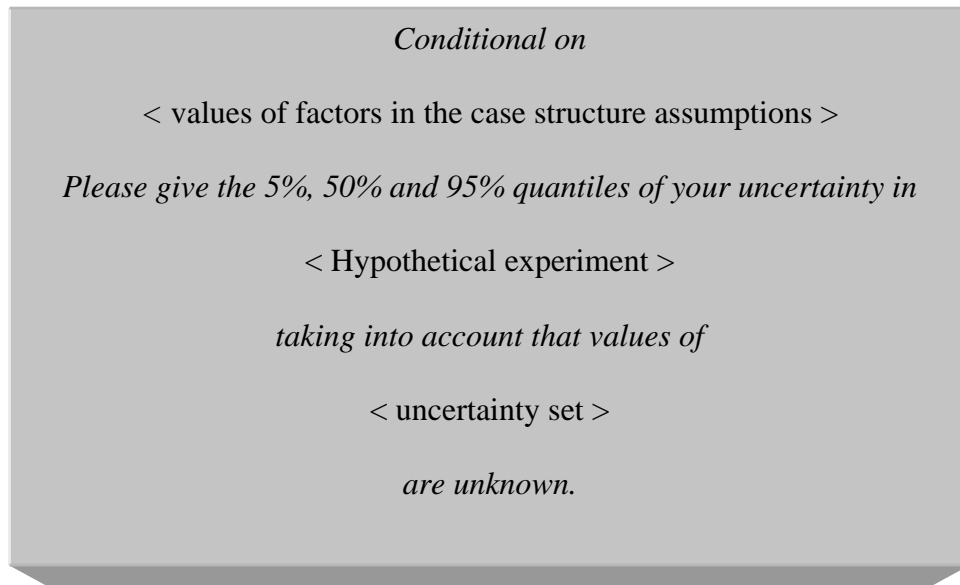 Conditional on
< values of factors in the case structure assumptions >
Please give the 5%, 50% and 95% quantiles of your uncertainty in
< Hypothetical experiment >
taking into account that values of
< uncertainty set >
are unknown.